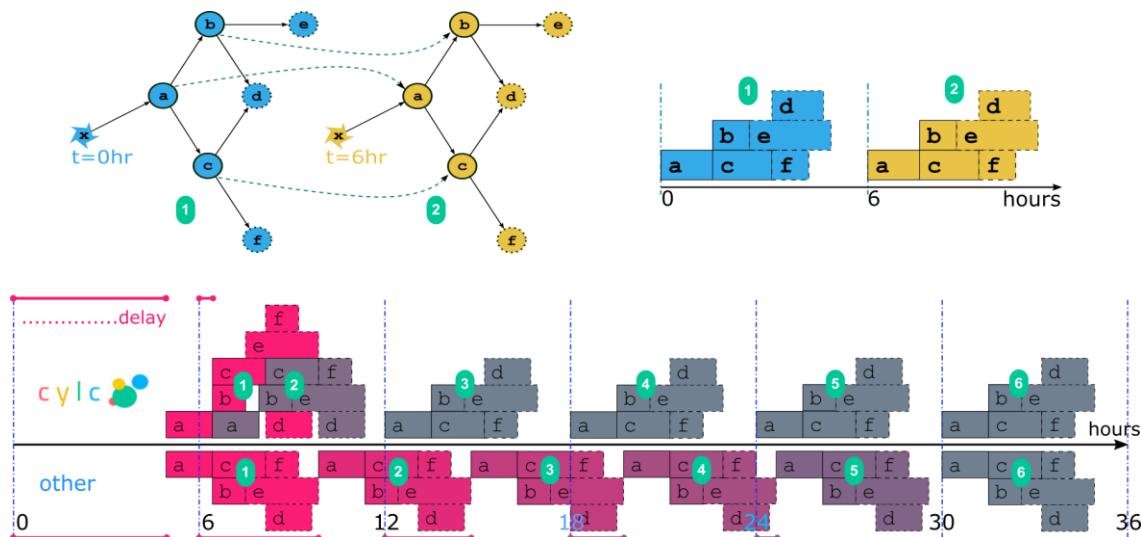 b e b e
a d a d
x t=0hr x t=6hr
c c
1 2
f f
1 d 2 d
b e b e
a c f a c f
0 6 hours
...............delay
f
e
c c f d d d d
1 2 3 4 5 6
b b e b e b e b e b e
cylc
a a d d a c f a c f a c f a c f
hours
a c f a c f a c f a c f a c f a c f
1 2 3 4 5 6
other
b e b e b e b e b e b e
d d d d d d
0 6 12 18 24 30 36